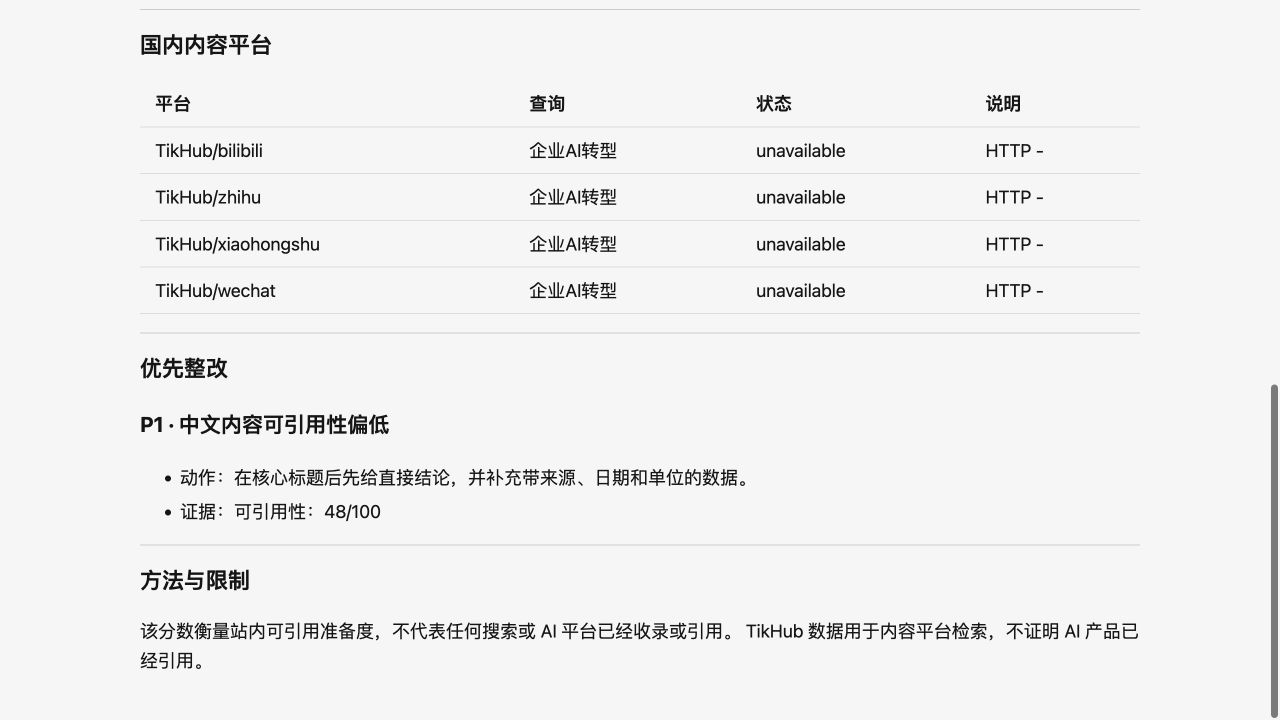 国内内容平台
平台 查询 状态 说明
TikHub/bilibili 企业AI转型 unavailable HTTP -
TikHub/zhihu 企业AI转型 unavailable HTTP -
TikHub/xiaohongshu 企业AI转型 unavailable HTTP -
TikHub/wechat 企业AI转型 unavailable HTTP -
优先整改
P1 · 中文内容可引用性偏低
• 动作：在核心标题后先给直接结论，并补充带来源、日期和单位的数据。
• 证据：可引用性：48/100
方法与限制
该分数衡量站内可引用准备度，不代表任何搜索或 AI 平台已经收录或引用。 TikHub 数据用于内容平台检索，不证明 AI 产品已
经引用。